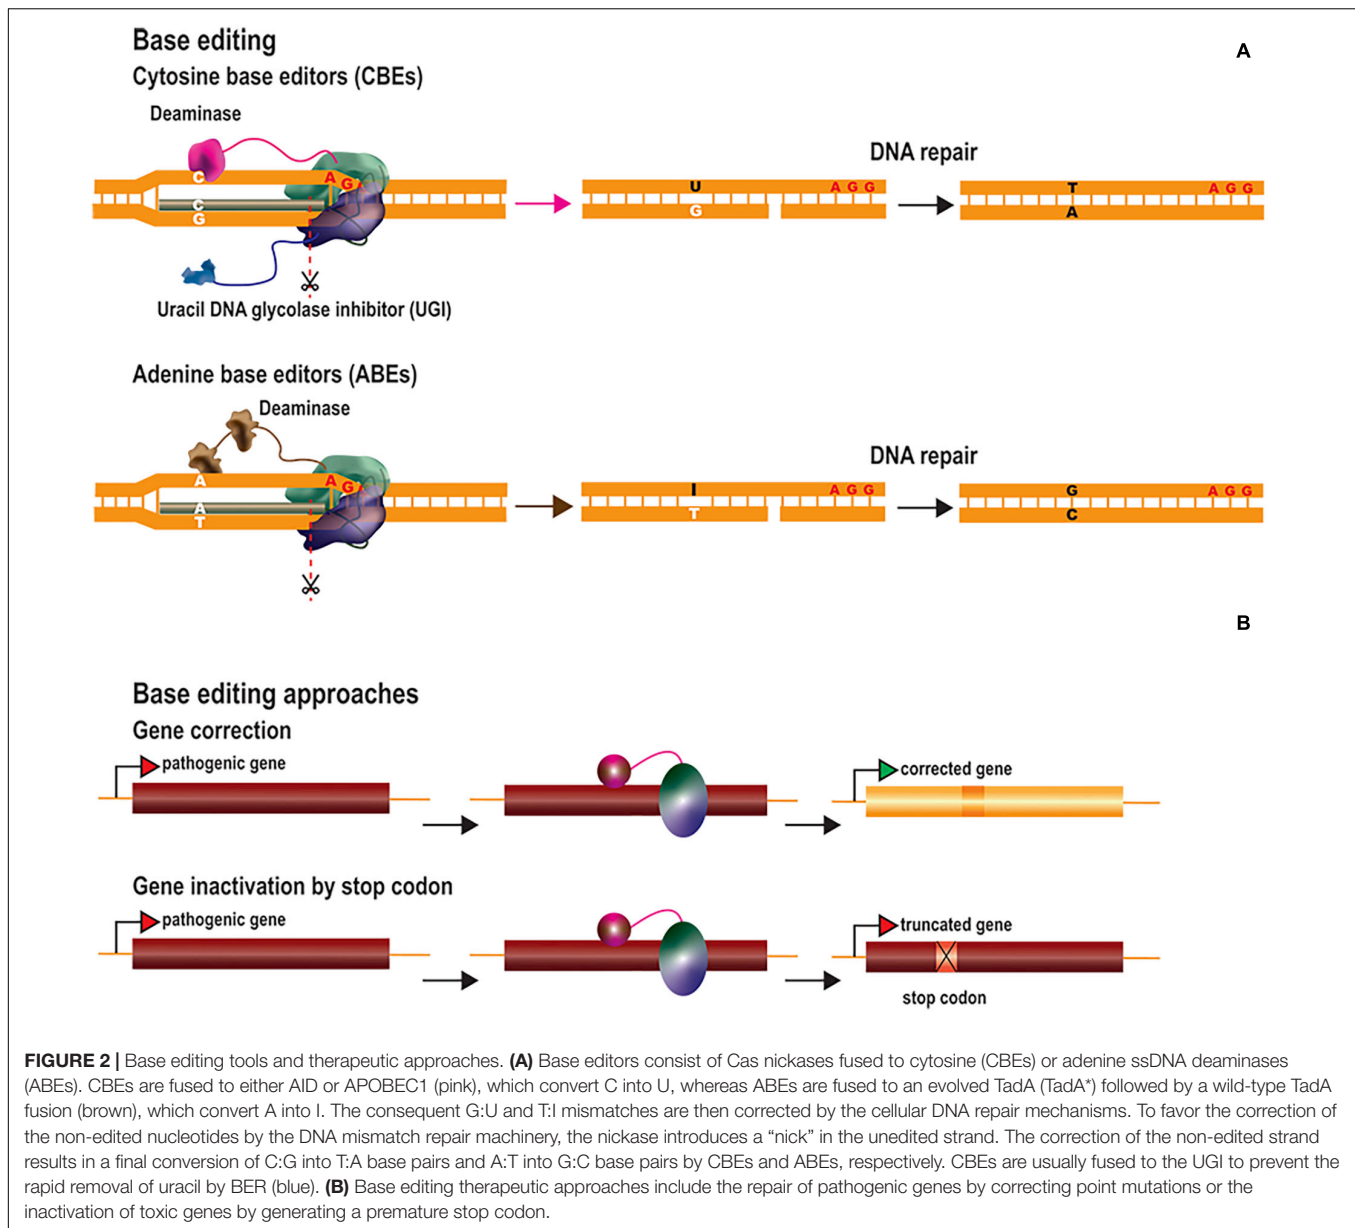 Base editing
A
Cytosine base editors (CBEs)
Deaminase
DNA repair
C
A
G
U
A G G
T
A G G
C
G
G
A
Uracil DNA glycolase inhibitor (UGI)
Adenine base editors (ABEs)
Deaminase
DNA repair
A
A
G
I
A G G
G
A G G
A
T
T
C
B
Base editing approaches
Gene correction
pathogenic gene
corrected gene
Gene inactivation by stop codon
pathogenic gene
truncated gene
stop codon
FIGURE 2 | Base editing tools and therapeutic approaches. (A) Base editors consist of Cas nickases fused to cytosine (CBEs) or adenine ssDNA deaminases
(ABEs). CBEs are fused to either AID or APOBEC1 (pink), which convert C into U, whereas ABEs are fused to an evolved TadA (TadA*) followed by a wild-type TadA
fusion (brown), which convert A into I. The consequent G:U and T:I mismatches are then corrected by the cellular DNA repair mechanisms. To favor the correction of
the non-edited nucleotides by the DNA mismatch repair machinery, the nickase introduces a “nick” in the unedited strand. The correction of the non-edited strand
results in a final conversion of C:G into T:A base pairs and A:T into G:C base pairs by CBEs and ABEs, respectively. CBEs are usually fused to the UGI to prevent the
rapid removal of uracil by BER (blue). (B) Base editing therapeutic approaches include the repair of pathogenic genes by correcting point mutations or the
inactivation of toxic genes by generating a premature stop codon.